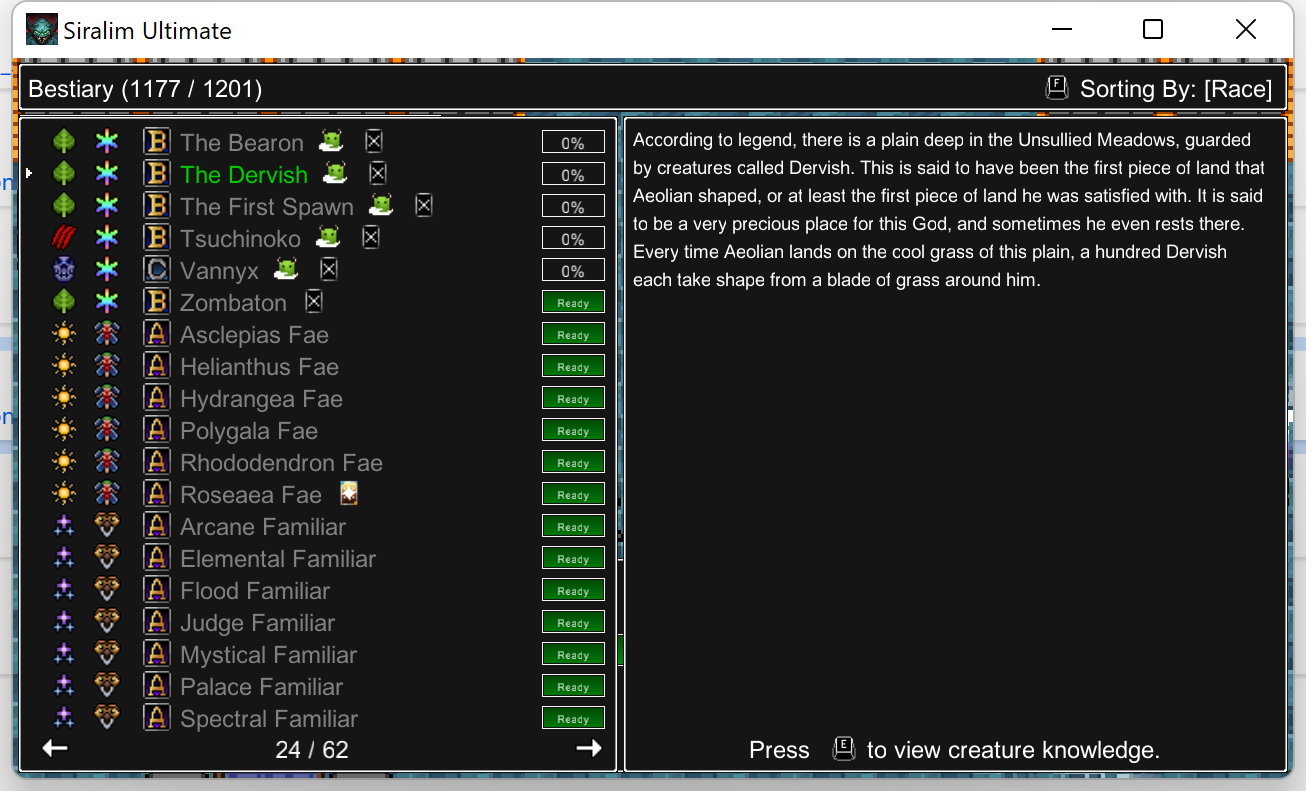 Siralim Ultimate
Bestiary (1177 / 1201)
F Sorting By: [Race]
B The Bearon 0%
B The Dervish 0%
B The First Spawn 0%
B Tsuchinoko 0%
C Vannyx 0%
B Zombaton Ready
A Asclepias Fae Ready
A Helianthus Fae Ready
A Hydrangea Fae Ready
A Polygala Fae Ready
A Rhododendron Fae Ready
A Roseaea Fae Ready
A Arcane Familiar Ready
A Elemental Familiar Ready
A Flood Familiar Ready
A Judge Familiar Ready
A Mystical Familiar Ready
A Palace Familiar Ready
A Spectral Familiar Ready
24 / 62
According to legend, there is a plain deep in the Unsullied Meadows, guarded
by creatures called Dervish. This is said to have been the first piece of land that
Aeolian shaped, or at least the first piece of land he was satisfied with. It is said
to be a very precious place for this God, and sometimes he even rests there.
Every time Aeolian lands on the cool grass of this plain, a hundred Dervish
each take shape from a blade of grass around him.
Press E to view creature knowledge.